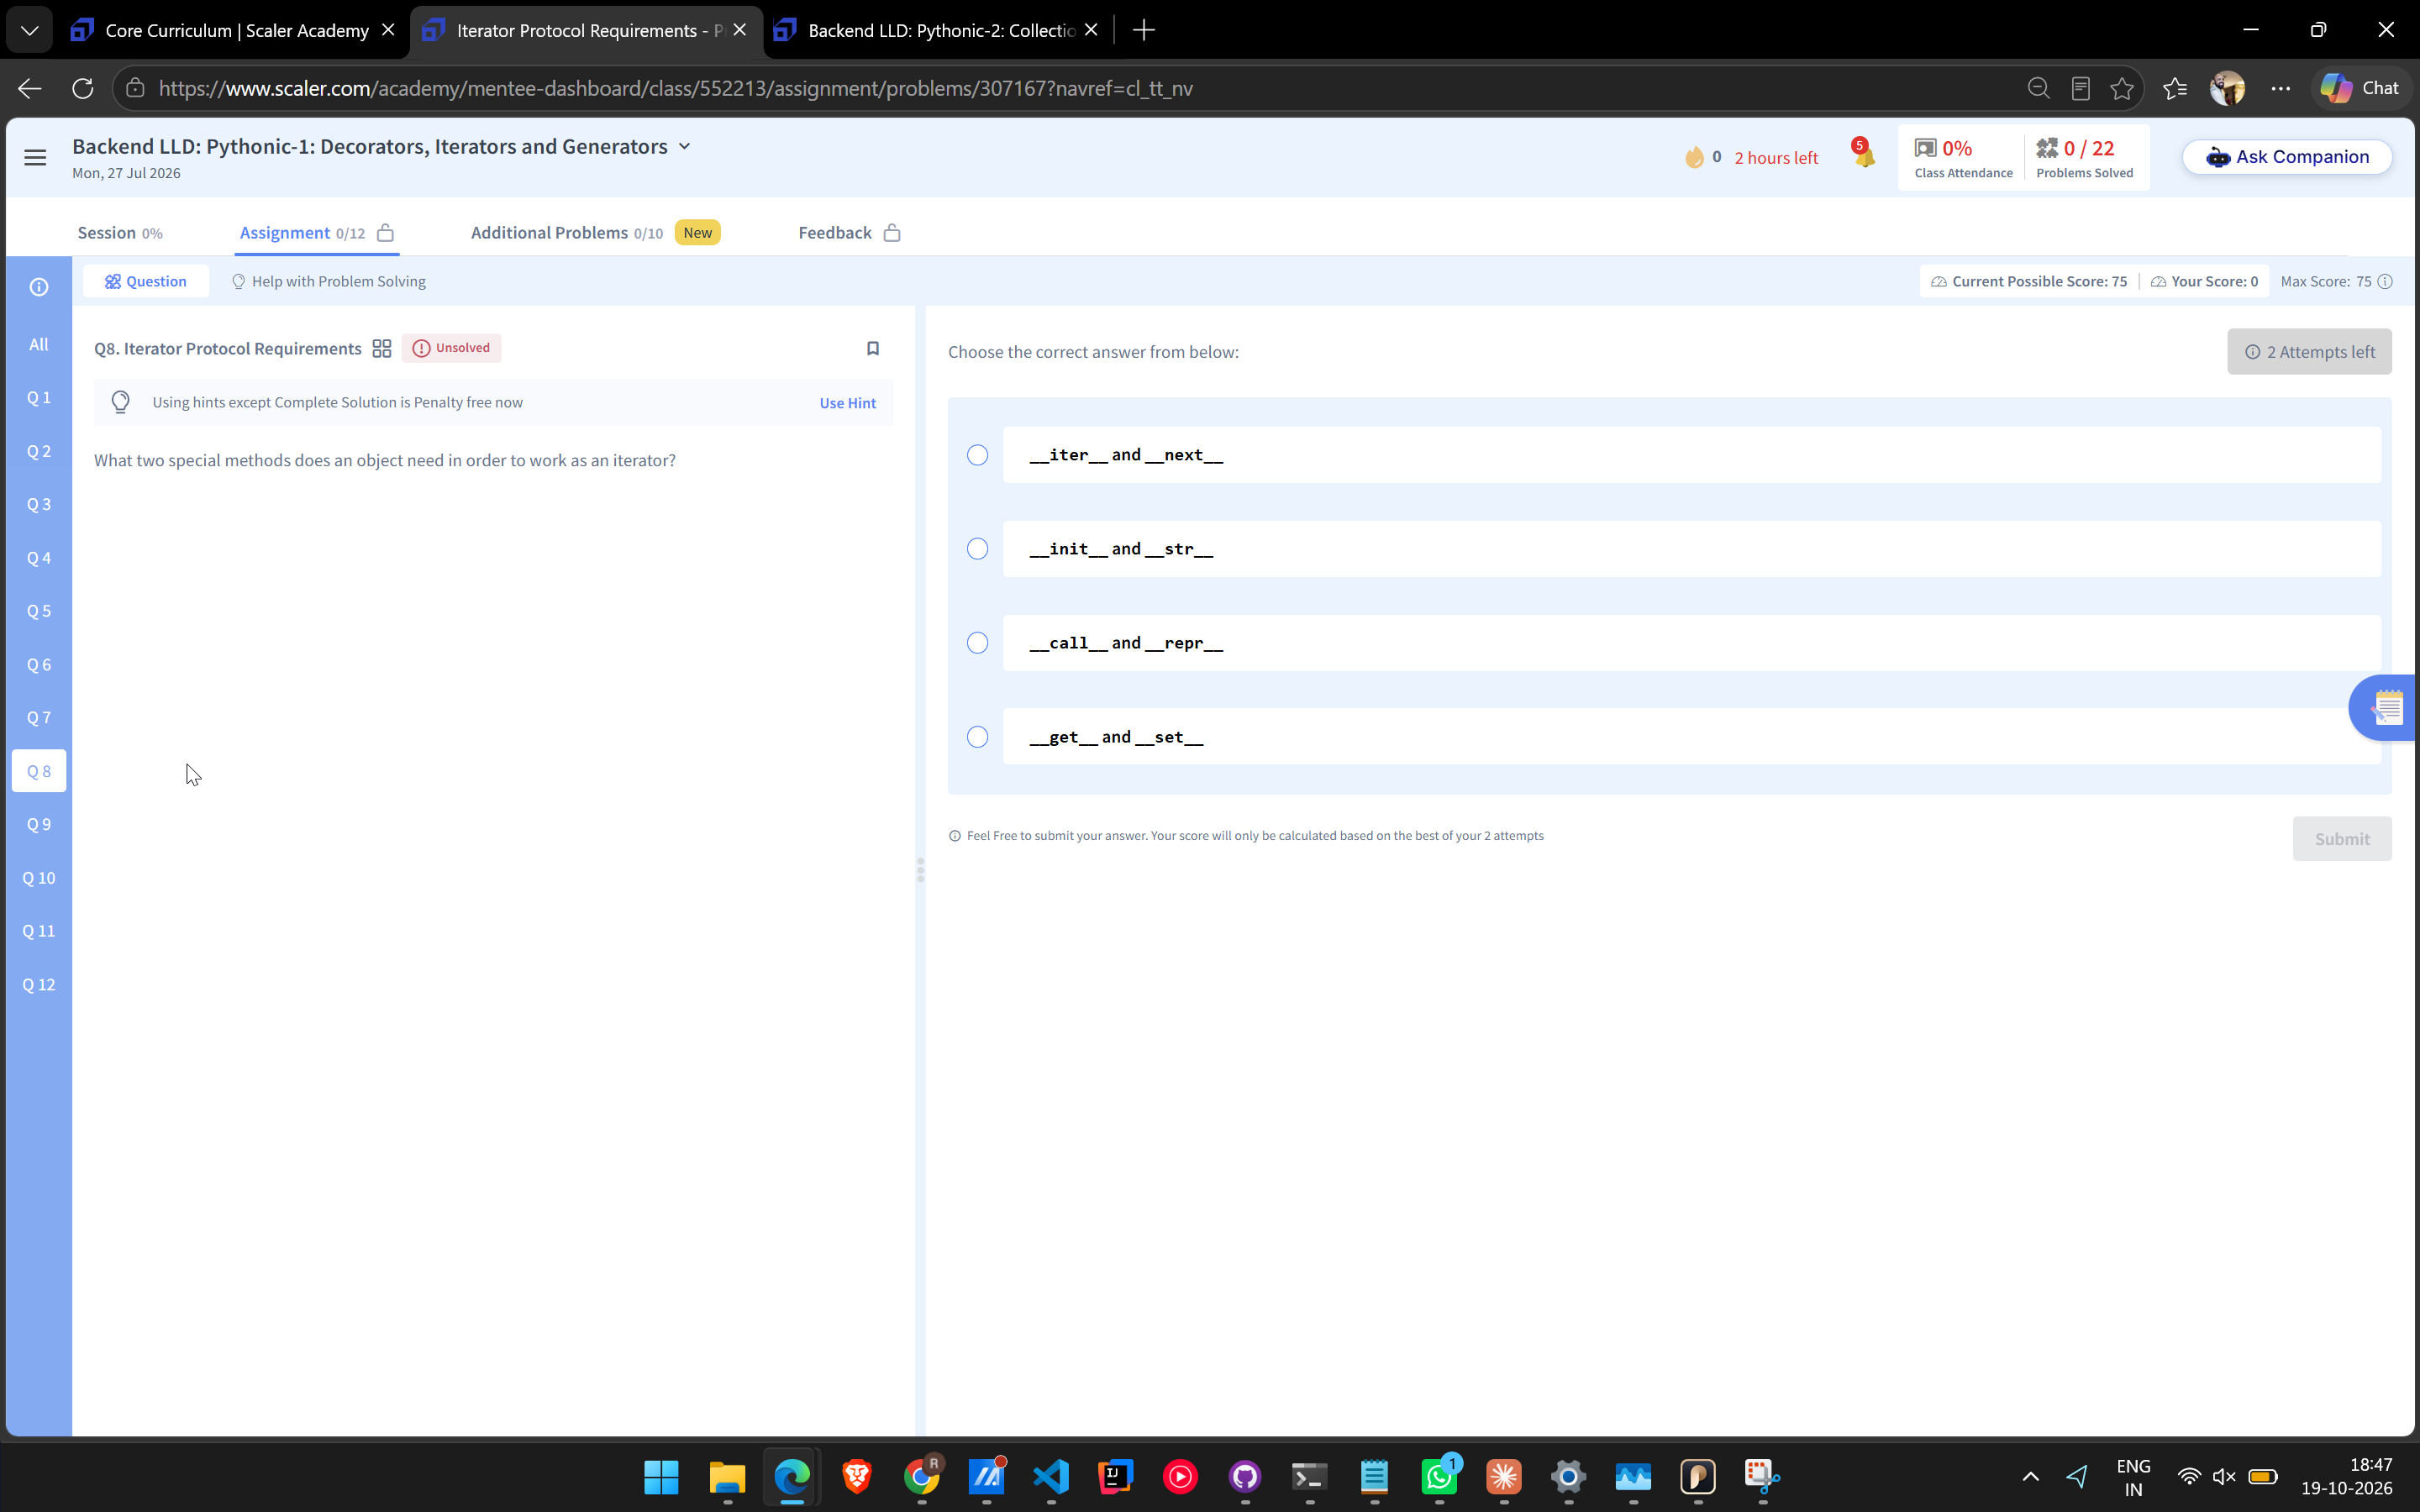 Core Curriculum | Scaler Academy
Iterator Protocol Requirements - P
Backend LLD: Pythonic-2: Collectio
https://www.scaler.com/academy/mentee-dashboard/class/552213/assignment/problems/307167?navref=cl_tt_nv
Chat
Backend LLD: Pythonic-1: Decorators, Iterators and Generators
Mon, 27 Jul 2026
0
2 hours left
5
0%
Class Attendance
0 / 22
Problems Solved
Ask Companion
Session 0%
Assignment 0/12
Additional Problems 0/10
New
Feedback
Question
Help with Problem Solving
Current Possible Score: 75
Your Score: 0
Max Score: 75
All
Q 1
Q 2
Q 3
Q 4
Q 5
Q 6
Q 7
Q 8
Q 9
Q 10
Q 11
Q 12
Q8. Iterator Protocol Requirements
Unsolved
Using hints except Complete Solution is Penalty free now
Use Hint
What two special methods does an object need in order to work as an iterator?
Choose the correct answer from below:
2 Attempts left
__iter__ and __next__
__init__ and __str__
__call__ and __repr__
__get__ and __set__
Feel Free to submit your answer. Your score will only be calculated based on the best of your 2 attempts
Submit
R
IJ
1
ENG
IN
18:47
19-10-2026